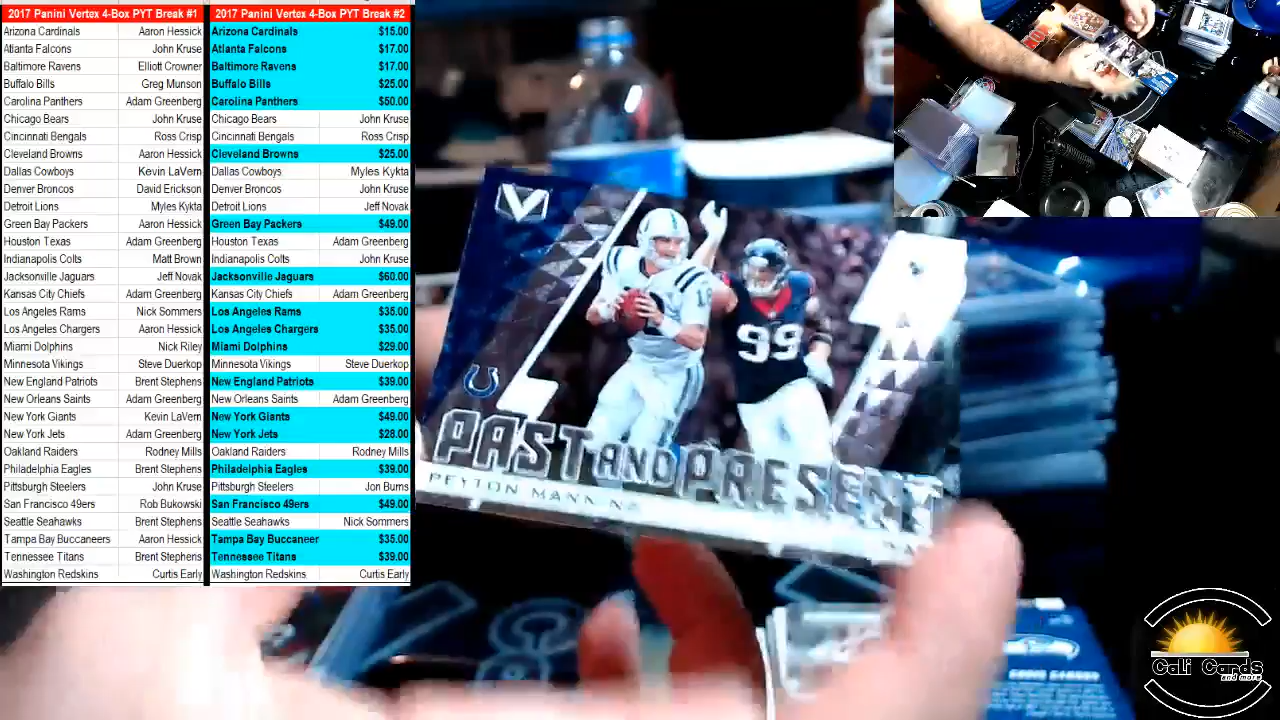 2017 Panini Vertex 4-Box PYT Break #1
Arizona Cardinals Aaron Hessick
Atlanta Falcons John Kruse
Baltimore Ravens Elliott Crowner
Buffalo Bills Greg Munson
Carolina Panthers Adam Greenberg
Chicago Bears John Kruse
Cincinnati Bengals Ross Crisp
Cleveland Browns Aaron Hessick
Dallas Cowboys Kevin LaVern
Denver Broncos David Erickson
Detroit Lions Myles Kykta
Green Bay Packers Aaron Hessick
Houston Texas Adam Greenberg
Indianapolis Colts Matt Brown
Jacksonville Jaguars Jeff Novak
Kansas City Chiefs Adam Greenberg
Los Angeles Rams Nick Sommers
Los Angeles Chargers Aaron Hessick
Miami Dolphins Nick Riley
Minnesota Vikings Steve Duerkop
New England Patriots Brent Stephens
New Orleans Saints Adam Greenberg
New York Giants Kevin LaVern
New York Jets Adam Greenberg
Oakland Raiders Rodney Mills
Philadelphia Eagles Brent Stephens
Pittsburgh Steelers John Kruse
San Francisco 49ers Rob Bukowski
Seattle Seahawks Brent Stephens
Tampa Bay Buccaneers Aaron Hessick
Tennessee Titans Brent Stephens
Washington Redskins Curtis Early
2017 Panini Vertex 4-Box PYT Break #2
Arizona Cardinals $15.00
Atlanta Falcons $17.00
Baltimore Ravens $17.00
Buffalo Bills $25.00
Carolina Panthers $50.00
Chicago Bears John Kruse
Cincinnati Bengals Ross Crisp
Cleveland Browns $25.00
Dallas Cowboys Myles Kykta
Denver Broncos John Kruse
Detroit Lions Jeff Novak
Green Bay Packers $49.00
Houston Texas Adam Greenberg
Indianapolis Colts John Kruse
Jacksonville Jaguars $60.00
Kansas City Chiefs Adam Greenberg
Los Angeles Rams $35.00
Los Angeles Chargers $35.00
Miami Dolphins $29.00
Minnesota Vikings Steve Duerkop
New England Patriots $39.00
New Orleans Saints Adam Greenberg
New York Giants $49.00
New York Jets $28.00
Oakland Raiders Rodney Mills
Philadelphia Eagles $39.00
Pittsburgh Steelers Jon Burns
San Francisco 49ers $49.00
Seattle Seahawks Nick Sommers
Tampa Bay Buccaneer $35.00
Tennessee Titans $39.00
Washington Redskins Curtis Early
V
18
99
PAST AND PRESENT
PEYTON MANNING
Cali Cards
and more